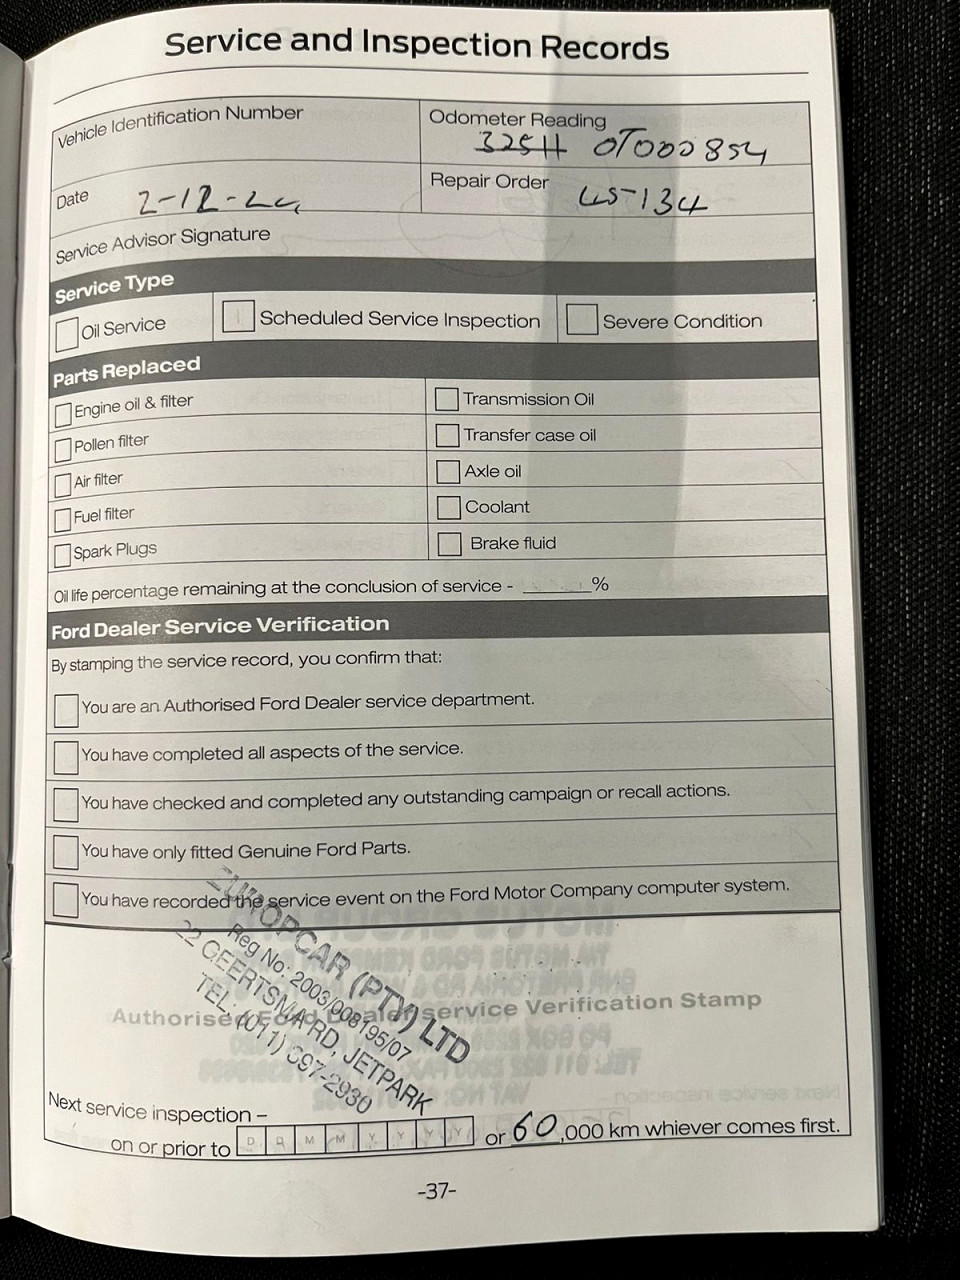 Service and Inspection Records
Vehicle Identification Number
Odometer Reading
32511 OT000854
Date 2-12-24
Repair Order
45-134
Service Advisor Signature
Service Type
Oil Service
Scheduled Service Inspection
Severe Condition
Parts Replaced
Engine oil & filter
Transmission Oil
Pollen filter
Transfer case oil
Air filter
Axle oil
Fuel filter
Coolant
Spark Plugs
Brake fluid
Oil life percentage remaining at the conclusion of service - ______%
Ford Dealer Service Verification
By stamping the service record, you confirm that:
You are an Authorised Ford Dealer service department.
You have completed all aspects of the service.
You have checked and completed any outstanding campaign or recall actions.
You have only fitted Genuine Ford Parts.
You have recorded the service event on the Ford Motor Company computer system.
EUROPCAR (PTY) LTD
Reg No: 2003/008195/07
22 GEERTSMA RD, JETPARK
TEL: (011) 397-2930
Authorised Ford Dealer Service Verification Stamp
Next service inspection –
on or prior to D D M M Y Y Y Y or 60,000 km whiever comes first.
-37-